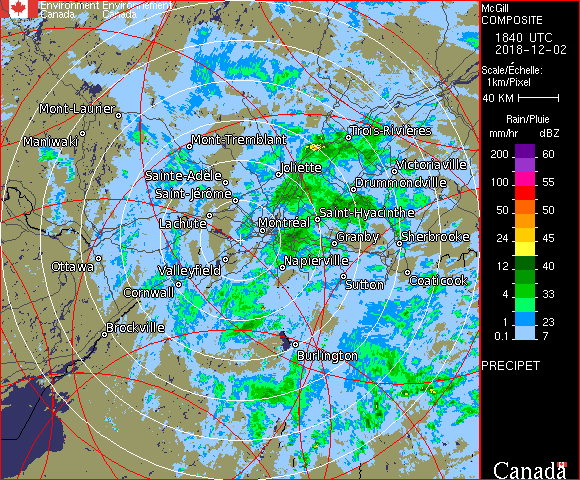 Environment Environnement
Canada Canada
McGill
COMPOSITE
1840 UTC
2018-12-02
Scale/Échelle:
1km/Pixel
40 KM
Rain/Pluie
mm/hr dBZ
200 60
100 55
50 50
24 45
12 40
4 33
1 23
0.1 7
PRECIPET
Canada
Mont-Laurier
Maniwaki
Mont-Tremblant
Trois-Rivières
Joliette
Victoriaville
Sainte-Adèle
Drummondville
Saint-Jérôme
Saint-Hyacinthe
Lachute
Montréal
Granby
Sherbrooke
Ottawa
Valleyfield
Napierville
Cornwall
Sutton
Coaticook
Brockville
Burlington